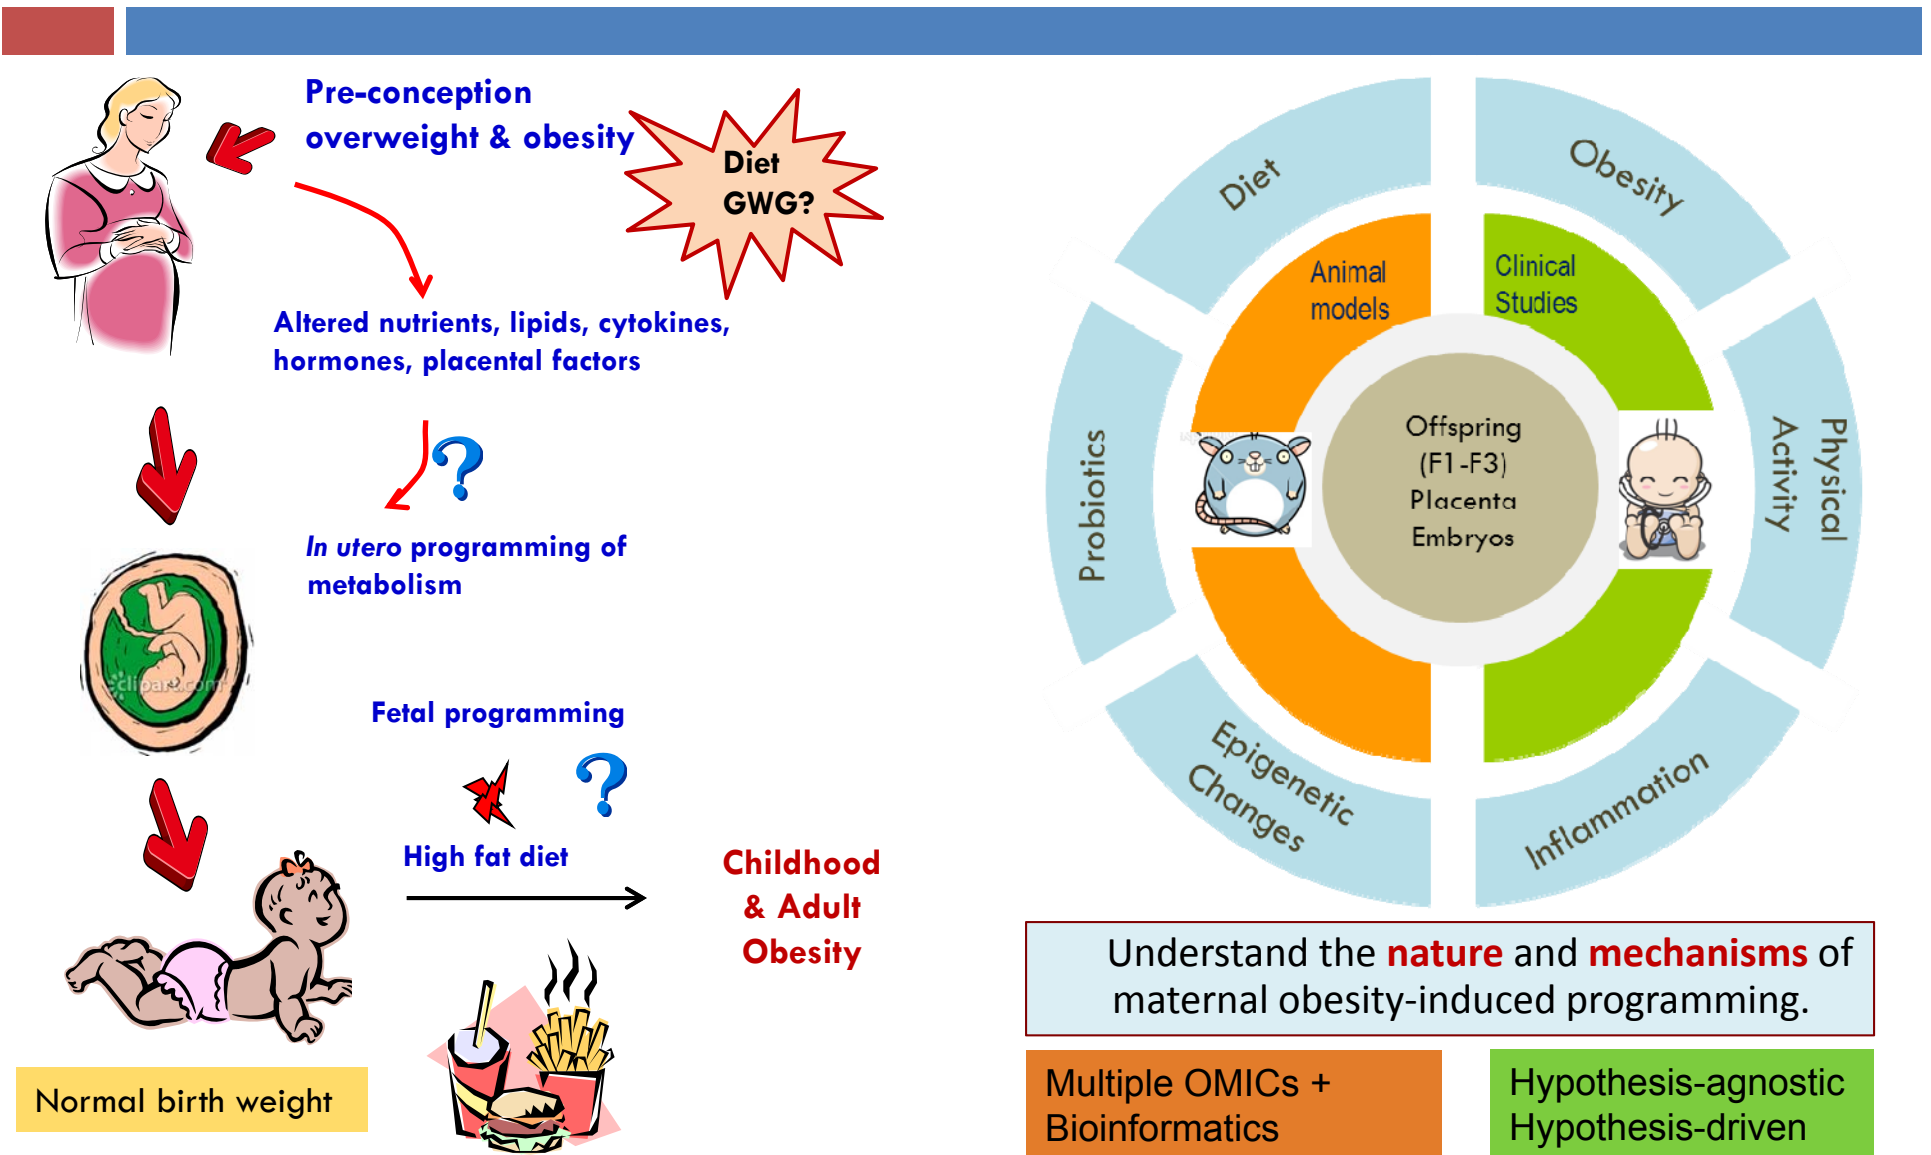 Pre-conception
overweight & obesity
Diet
GWG?
Altered nutrients, lipids, cytokines,
hormones, placental factors
In utero programming of
metabolism
clipart.com
Fetal programming
High fat diet
Childhood
& Adult
Obesity
Normal birth weight
Diet
Obesity
Physical
Activity
Inflammation
Epigenetic
Changes
Probiotics
Animal
models
Clinical
Studies
Offspring
(F1-F3)
Placenta
Embryos
Understand the nature and mechanisms of
maternal obesity-induced programming.
Multiple OMICs +
Bioinformatics
Hypothesis-agnostic
Hypothesis-driven